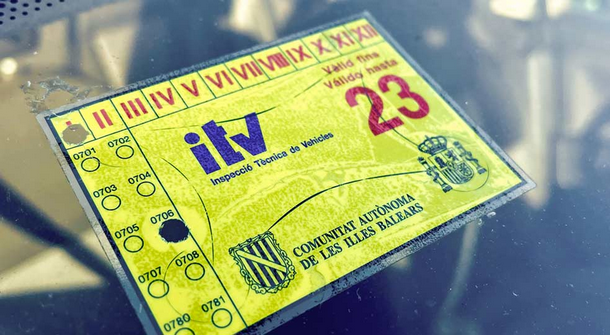 II III IV V VI VII VIII IX X XI XII
Vàlid fins
Válido hasta
23
itv
Inspecció Tècnica de Vehicles
0701 0702
0703 0704
0705 0706
0707 0708
0780 0781
COMUNITAT AUTÒNOMA
DE LES ILLES BALEARS